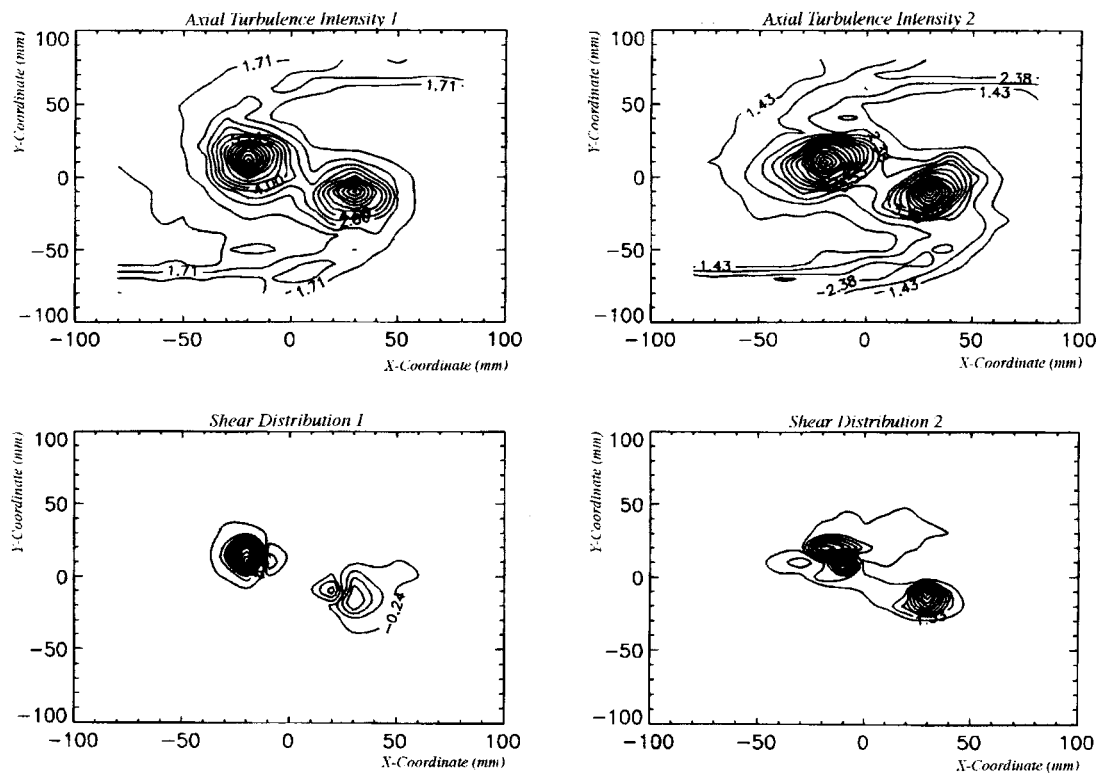 Axial Turbulence Intensity 1
Y-Coordinate (mm)
100
50
0
−50
−100
1.71
1.71
4.00
1.71
−1.71
−100 −50 0 50 100
X-Coordinate (mm)
Axial Turbulence Intensity 2
Y-Coordinate (mm)
100
50
0
−50
−100
1.43
2.38
1.43
1.43
−2.38
−1.43
−100 −50 0 50 100
X-Coordinate (mm)
Shear Distribution 1
Y-Coordinate (mm)
100
50
0
−50
−100
−0.24
−100 −50 0 50 100
X-Coordinate (mm)
Shear Distribution 2
Y-Coordinate (mm)
100
50
0
−50
−100
−100 −50 0 50 100
X-Coordinate (mm)